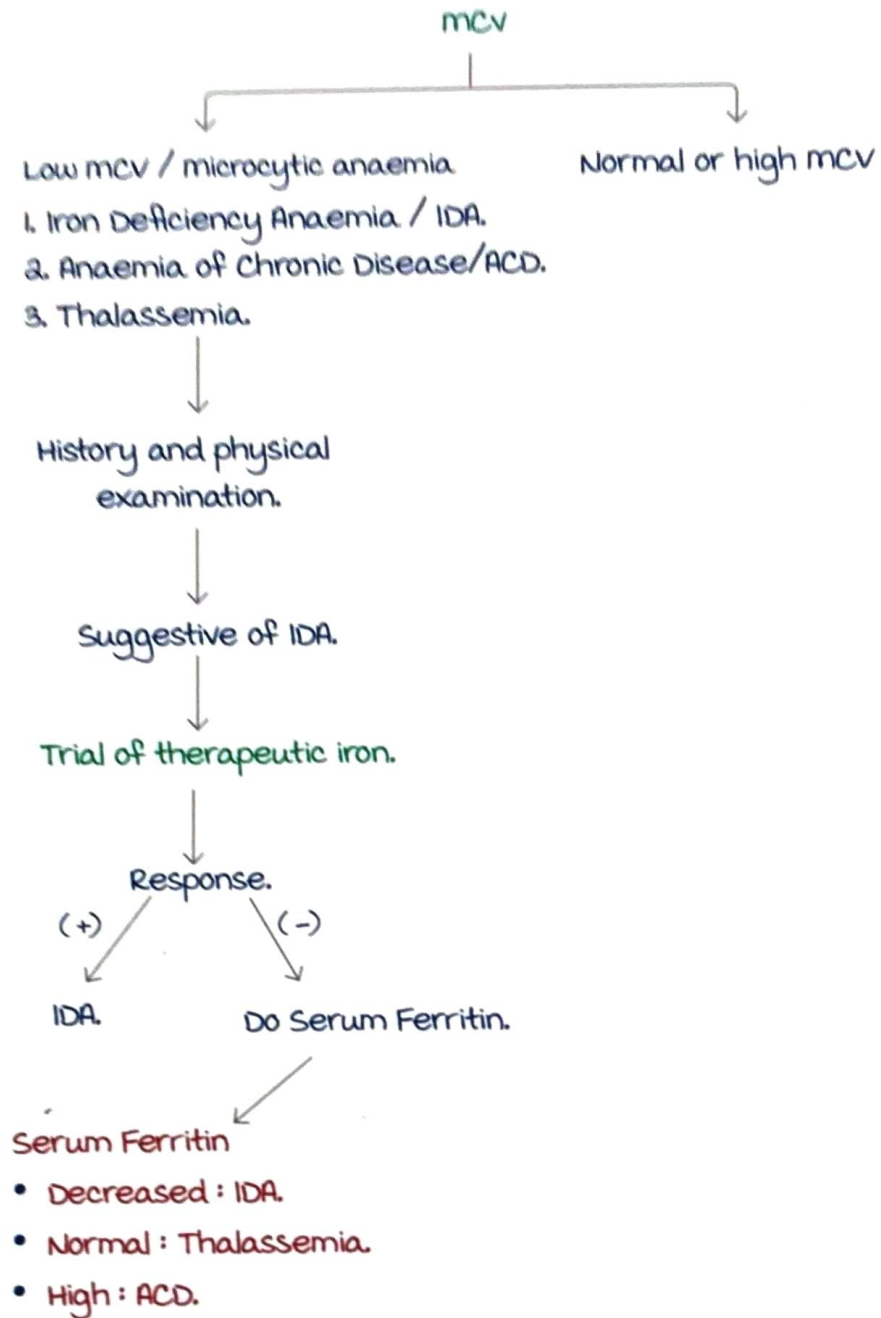 mcv
Low mcv / microcytic anaemia
Normal or high mcv
1. Iron Deficiency Anaemia / IDA.
2. Anaemia of Chronic Disease/ACD.
3. Thalassemia.
History and physical
examination.
Suggestive of IDA.
Trial of therapeutic iron.
Response.
(+)
(-)
IDA.
Do Serum Ferritin.
Serum Ferritin
• Decreased : IDA.
• Normal : Thalassemia.
• High : ACD.